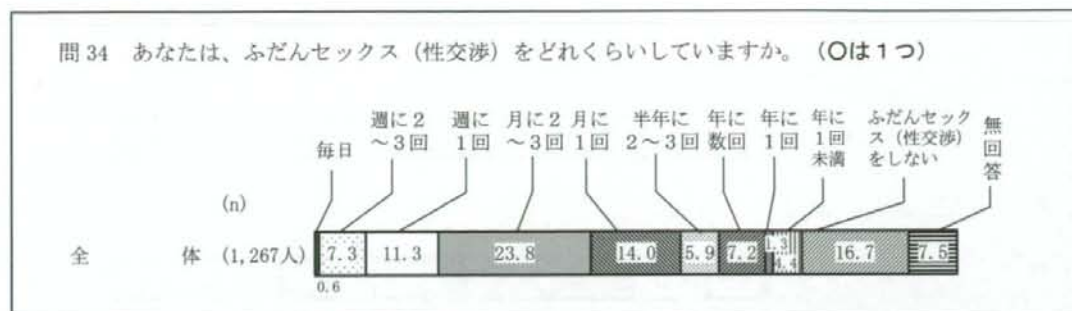 問34 あなたは、ふだんセックス（性交渉）をどれくらいしていますか。（○は１つ）
毎日
週に２
～３回
週に
１回
月に２
～３回
月に
１回
半年に
２～３回
年に
数回
年に
１回
年に
１回
未満
ふだんセック
ス（性交渉）
をしない
無回答
(n)
全　体 (1,267人) 7.3 11.3 23.8 14.0 5.9 7.2 1.3 4.4 16.7 7.5
0.6